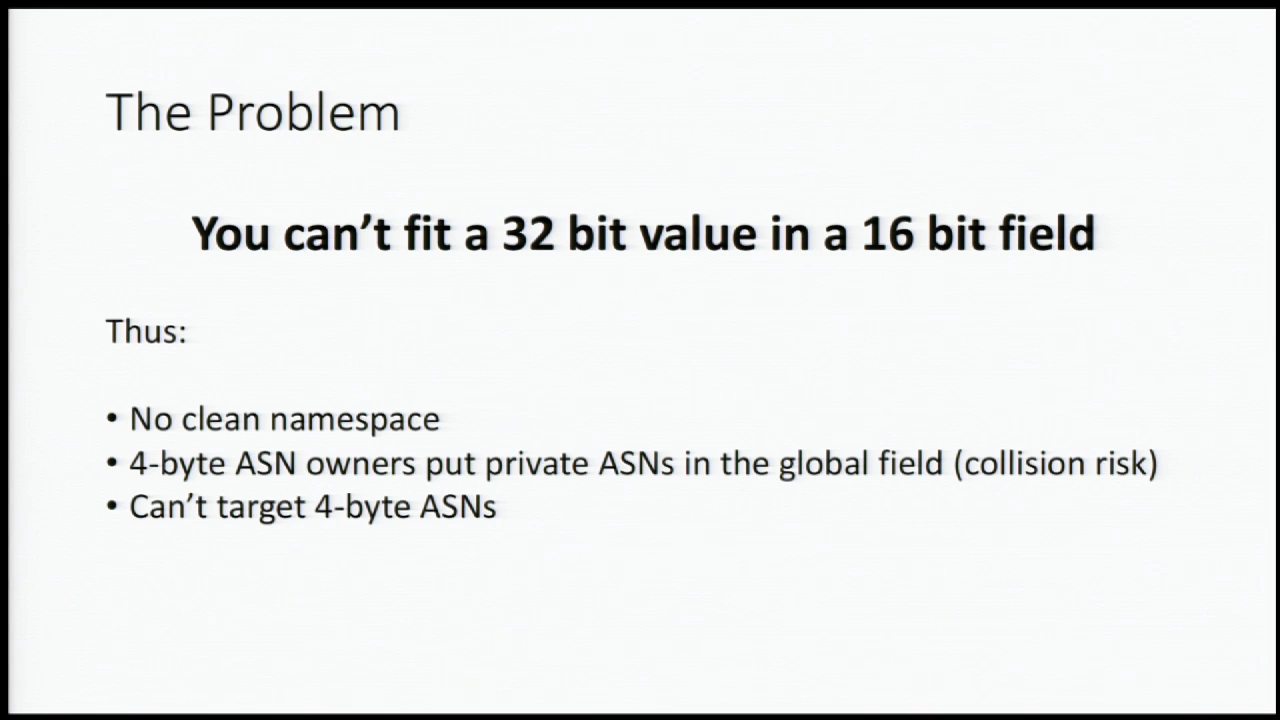 The Problem
You can’t fit a 32 bit value in a 16 bit field
Thus:
• No clean namespace
• 4-byte ASN owners put private ASNs in the global field (collision risk)
• Can’t target 4-byte ASNs